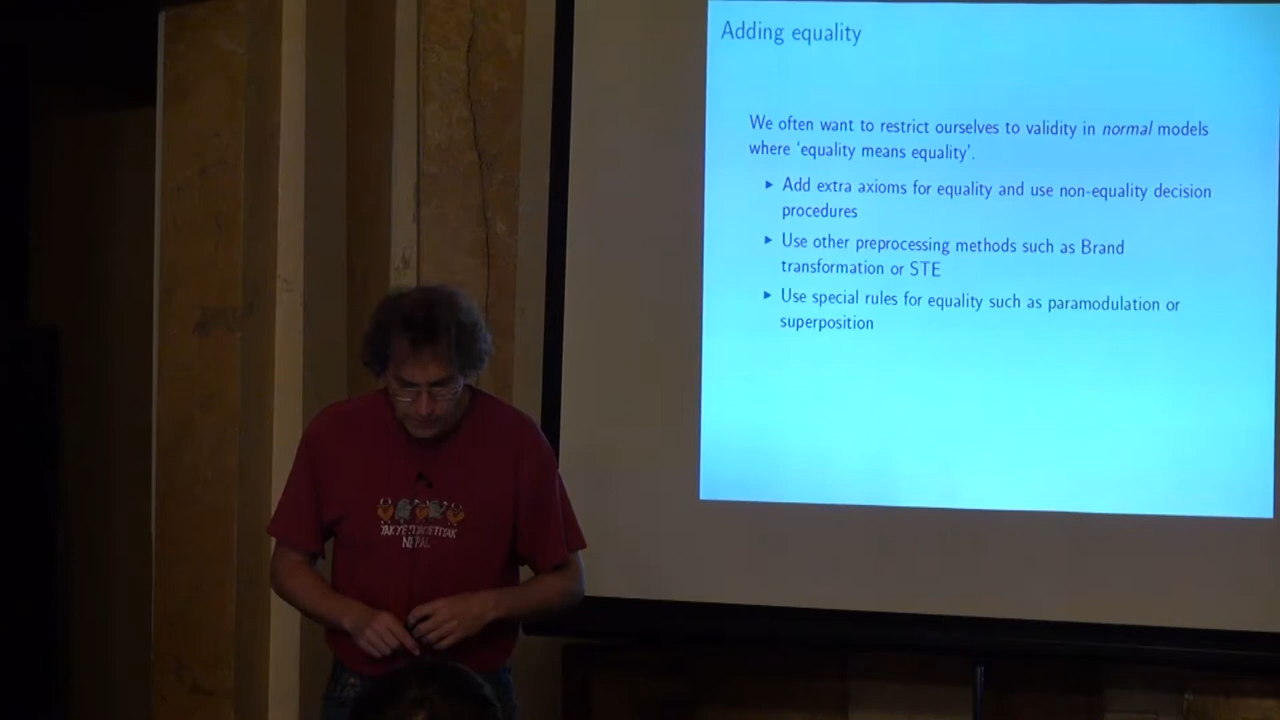 Adding equality
We often want to restrict ourselves to validity in normal models
where 'equality means equality'.
▶ Add extra axioms for equality and use non-equality decision
procedures
▶ Use other preprocessing methods such as Brand
transformation or STE
▶ Use special rules for equality such as paramodulation or
superposition
NEPAL